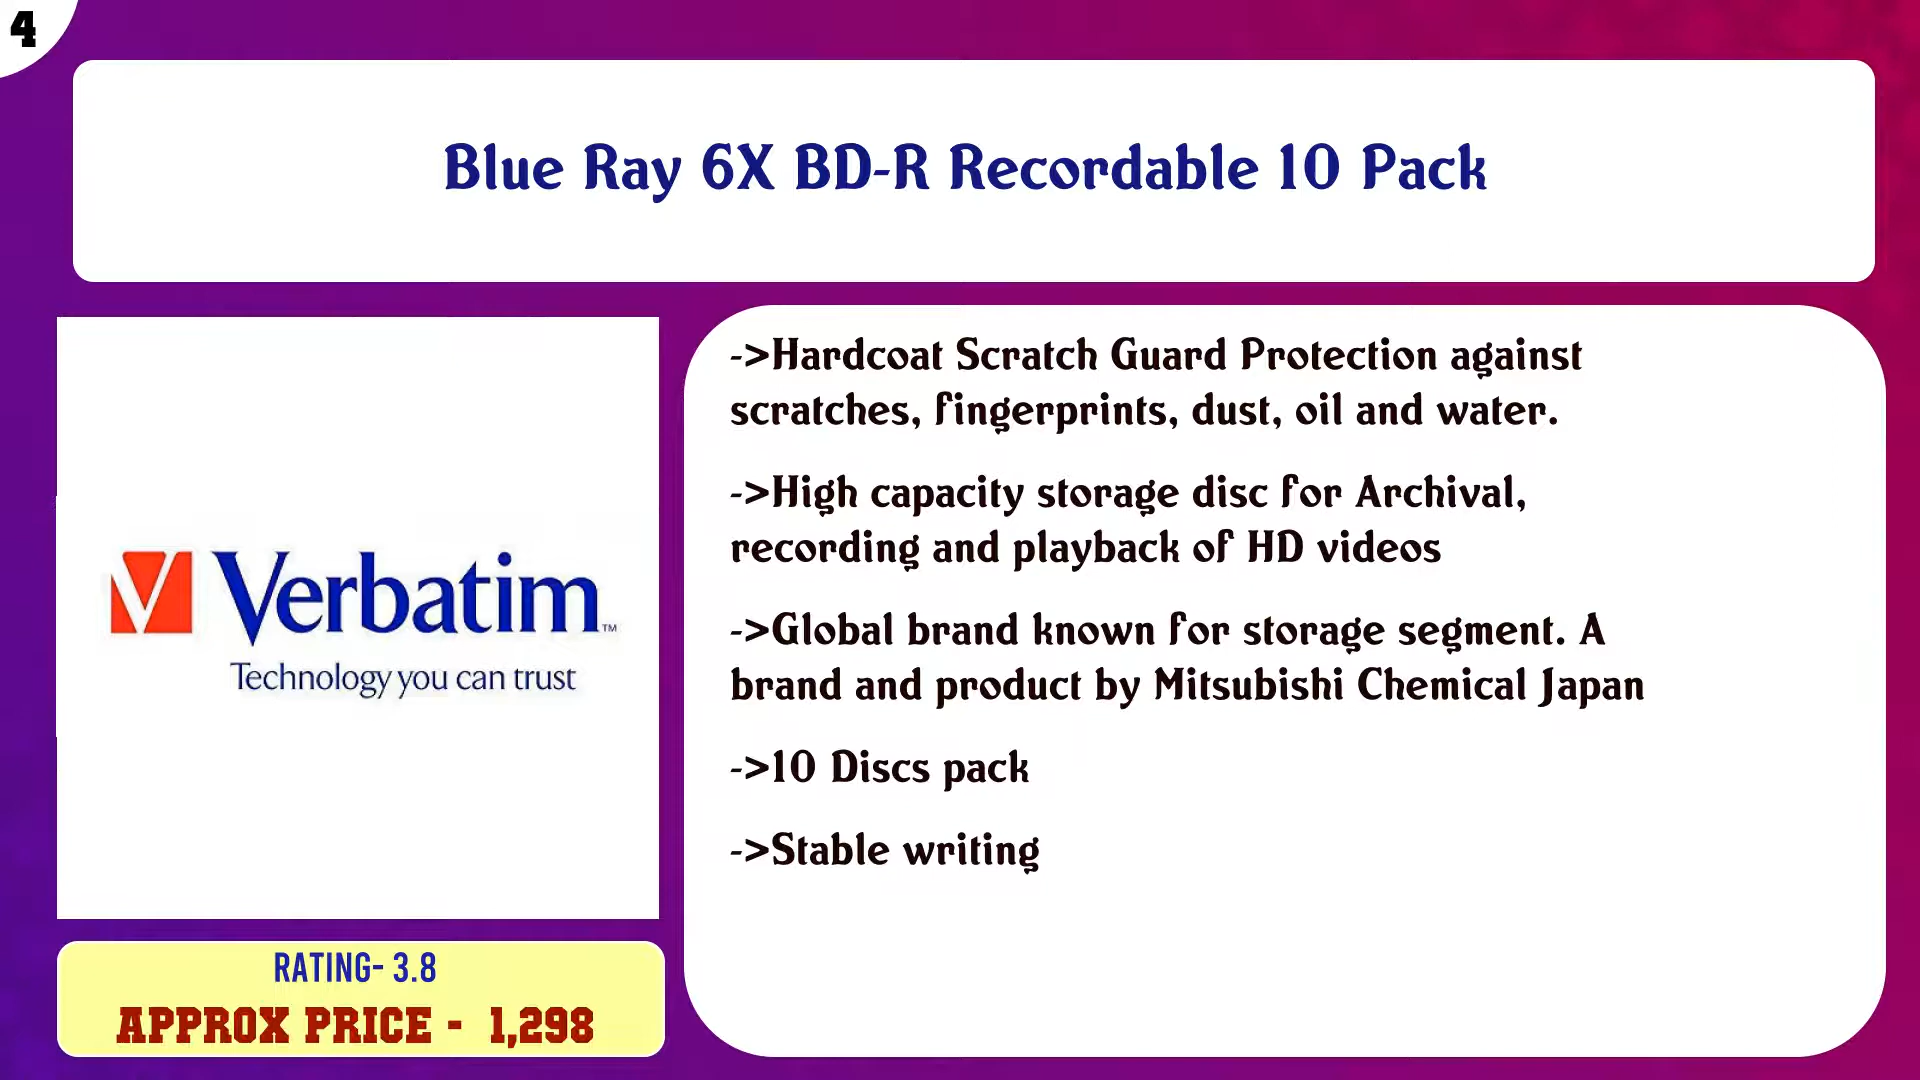 4
Blue Ray 6X BD-R Recordable 10 Pack
Verbatim™
Technology you can trust
->Hardcoat Scratch Guard Protection against
scratches, fingerprints, dust, oil and water.
->High capacity storage disc for Archival,
recording and playback of HD videos
->Global brand known for storage segment. A
brand and product by Mitsubishi Chemical Japan
->10 Discs pack
->Stable writing
RATING- 3.8
APPROX PRICE - 1,298